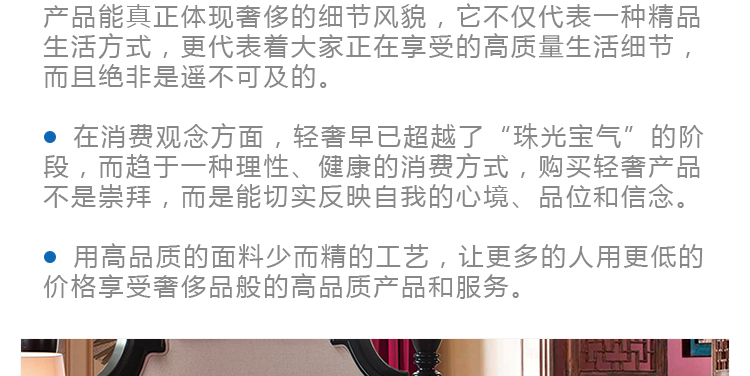 产品能真正体现奢侈的细节风貌，它不仅代表一种精品
生活方式，更代表着大家正在享受的高质量生活细节，
而且绝非是遥不可及的。
● 在消费观念方面，轻奢早已超越了“珠光宝气”的阶
段，而趋于一种理性、健康的消费方式，购买轻奢产品
不是崇拜，而是能切实反映自我的心境、品位和信念。
● 用高品质的面料少而精的工艺，让更多的人用更低的
价格享受奢侈品般的高品质产品和服务。